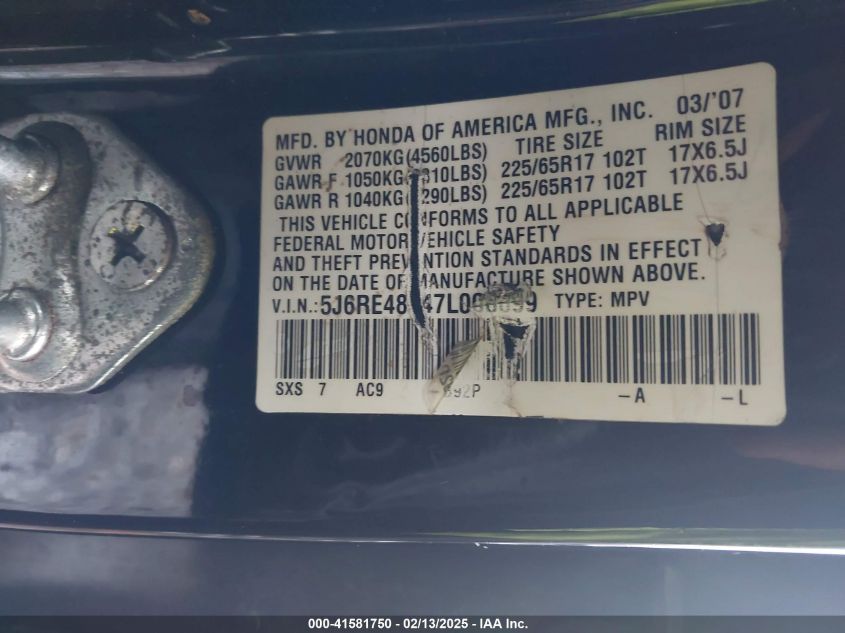 MFD. BY HONDA OF AMERICA MFG., INC. 03/'07
GVWR 2070KG(4560LBS) TIRE SIZE RIM SIZE
GAWR F 1050KG( 310LBS) 225/65R17 102T 17X6.5J
GAWR R 1040KG( 290LBS) 225/65R17 102T 17X6.5J
THIS VEHICLE CONFORMS TO ALL APPLICABLE
FEDERAL MOTOR VEHICLE SAFETY
AND THEFT PREVENTION STANDARDS IN EFFECT
ON THE DATE OF MANUFACTURE SHOWN ABOVE.
V.I.N.: TYPE: MPV
SXS 7 AC9 -A -L
000-41581750 - 02/13/2025 - IAA Inc.